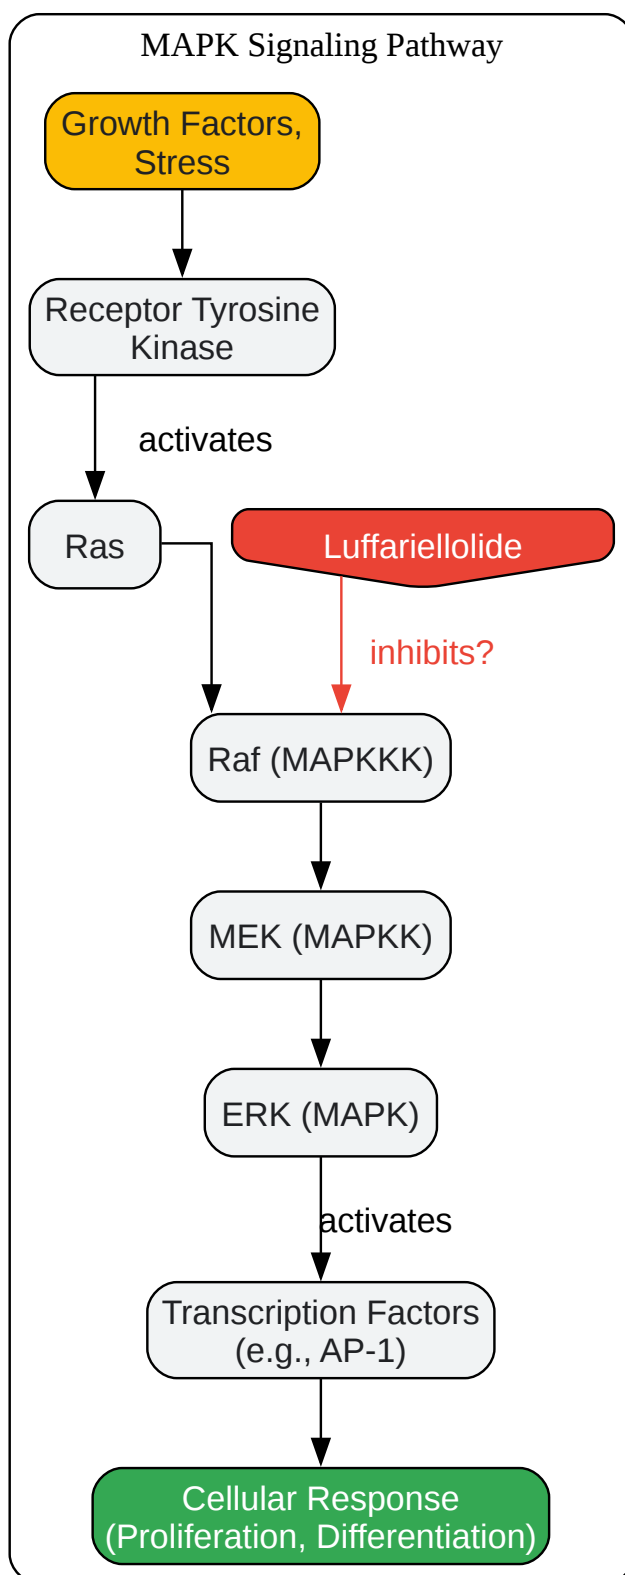 MAPK Signaling Pathway
Growth Factors,
Stress
Receptor Tyrosine
Kinase
activates
Ras
Luffariellolide
inhibits?
Raf (MAPKKK)
MEK (MAPKK)
ERK (MAPK)
activates
Transcription Factors
(e.g., AP-1)
Cellular Response
(Proliferation, Differentiation)